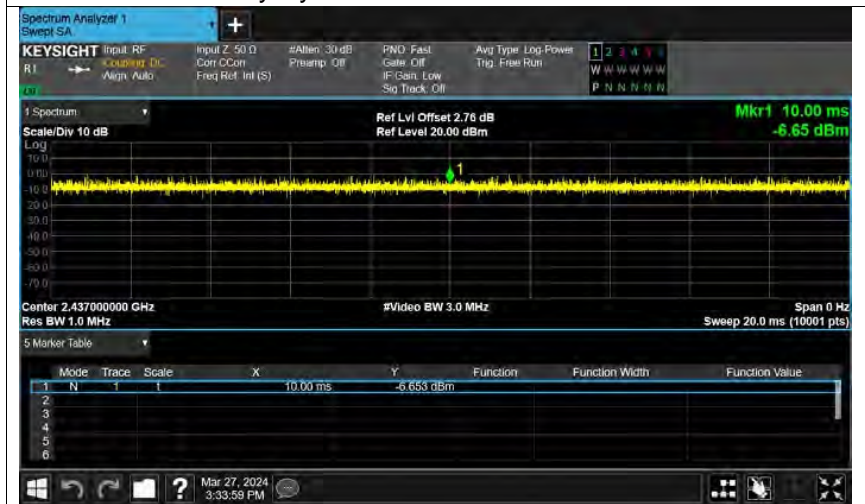 Spectrum Analyzer 1
Swept SA
+
KEYSIGHT Input: RF Input Z: 50 Ω #Atten: 30 dB PNO: Fast Avg Type: Log-Power 1 2 3 4 5 6
R L Coupling: DC Corr CCorr Preamp: Off Gate: Off Trig: Free Run W W W W W W
Align: Auto Freq Ref: Int (S) IF Gain: Low P N N N N N
Sig Track: Off
1 Spectrum
Ref Lvl Offset 2.76 dB Mkr1 10.00 ms
Scale/Div 10 dB Ref Level 20.00 dBm -6.65 dBm
Log
10.0
0.00
-10.0
-20.0
-30.0
-40.0
-50.0
-60.0
-70.0
1
Center 2.437000000 GHz #Video BW 3.0 MHz Span 0 Hz
Res BW 1.0 MHz Sweep 20.0 ms (10001 pts)
5 Marker Table
Mode Trace Scale X Y Function Function Width Function Value
1 N 1 t 10.00 ms -6.653 dBm
2
3
4
5
6
? Mar 27, 2024
3:33:59 PM